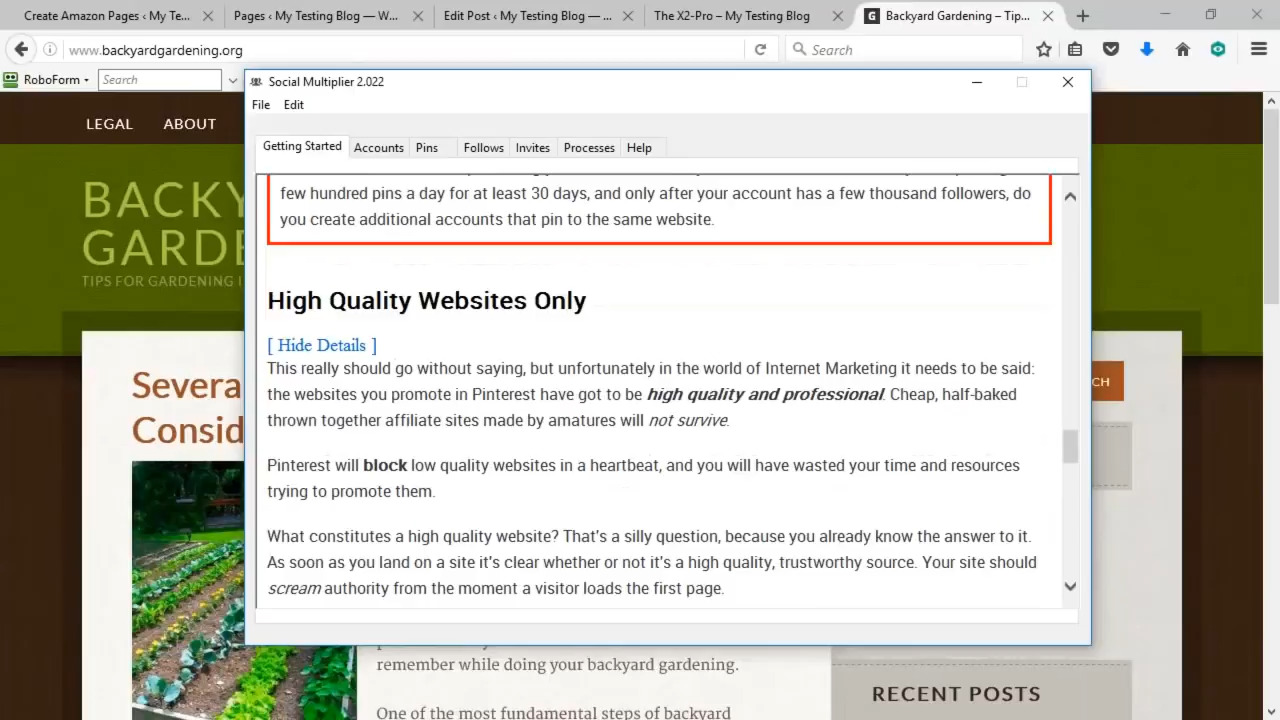 Create Amazon Pages ‹ My Te...
Pages ‹ My Testing Blog — W...
Edit Post ‹ My Testing Blog — ...
The X2-Pro – My Testing Blog
G Backyard Gardening – Tip...
www.backyardgardening.org
Search
RoboForm
Search
Social Multiplier 2.022
File Edit
LEGAL ABOUT
Getting Started Accounts Pins Follows Invites Processes Help
few hundred pins a day for at least 30 days, and only after your account has a few thousand followers, do
you create additional accounts that pin to the same website.
BACKY
GARDE
TIPS FOR GARDENING I
High Quality Websites Only
[ Hide Details ]
This really should go without saying, but unfortunately in the world of Internet Marketing it needs to be said:
the websites you promote in Pinterest have got to be high quality and professional. Cheap, half-baked
thrown together affiliate sites made by amatures will not survive.
Pinterest will block low quality websites in a heartbeat, and you will have wasted your time and resources
trying to promote them.
What constitutes a high quality website? That's a silly question, because you already know the answer to it.
As soon as you land on a site it's clear whether or not it's a high quality, trustworthy source. Your site should
scream authority from the moment a visitor loads the first page.
Severa
Consid
CH
remember while doing your backyard gardening.
One of the most fundamental steps of backyard
RECENT POSTS